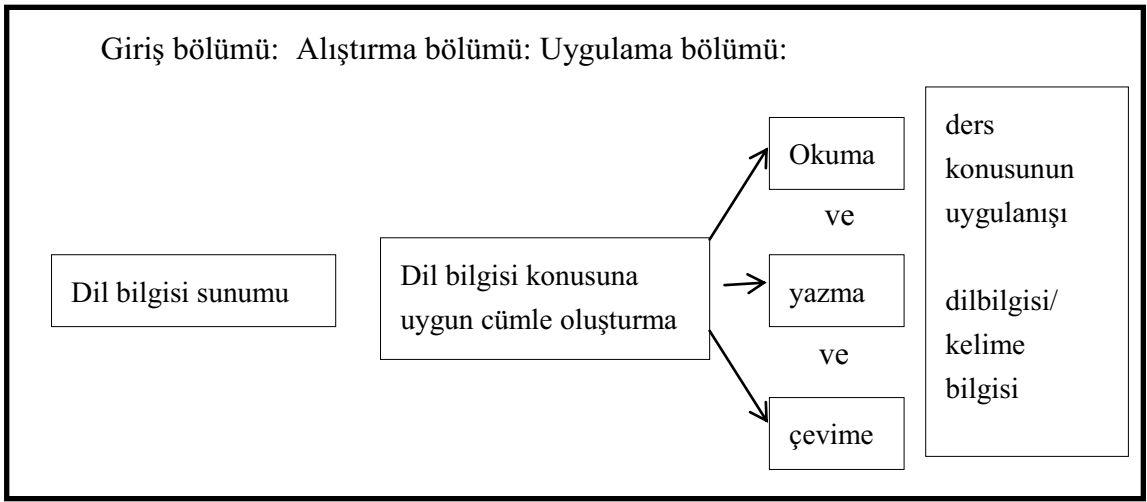 Giriş bölümü: Alıştırma bölümü: Uygulama bölümü:
Dil bilgisi sunumu
Dil bilgisi konusuna
uygun cümle oluşturma
Okuma
ve
yazma
ve
çevime
ders
konusunun
uygulanışı
dilbilgisi/
kelime
bilgisi